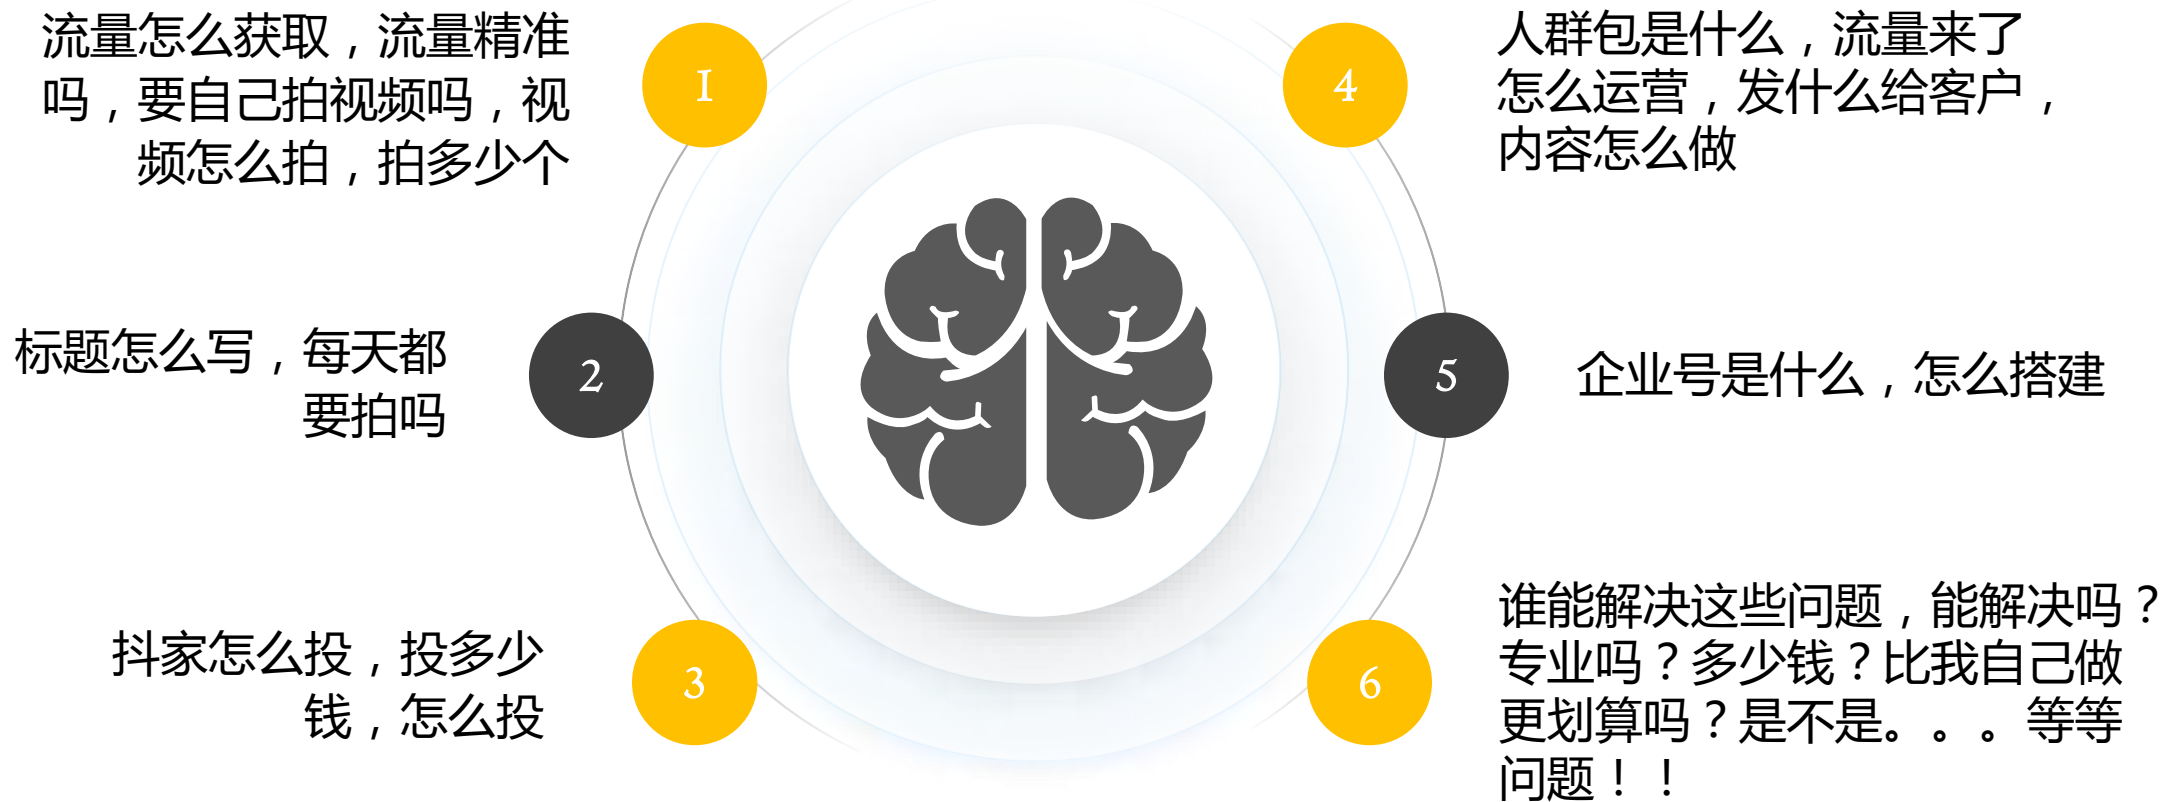 1
流量怎么获取，流量精准
吗，要自己拍视频吗，视
频怎么拍，拍多少个
2
标题怎么写，每天都
要拍吗
3
抖家怎么投，投多少
钱，怎么投
4
人群包是什么，流量来了
怎么运营，发什么给客户，
内容怎么做
5
企业号是什么，怎么搭建
6
谁能解决这些问题，能解决吗？
专业吗？多少钱？比我自己做
更划算吗？是不是。。。等等
问题！！